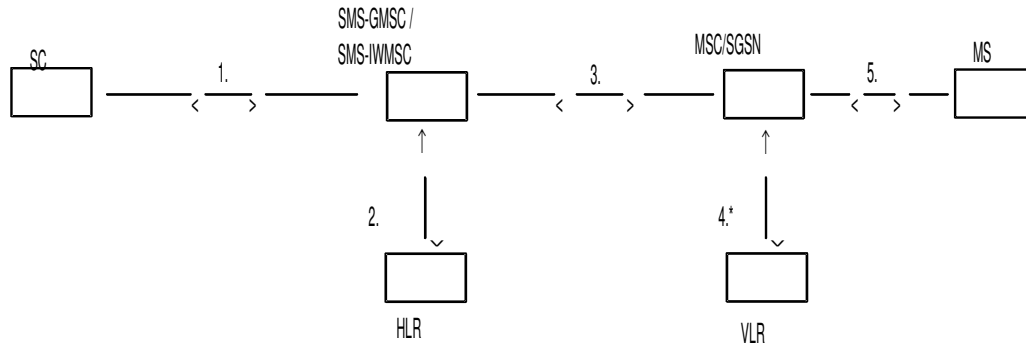 SMS-GMSC /
SMS-IWMSC
SC
MSC/SGSN
MS
1.
3.
5.
2.
4.*
HLR
VLR